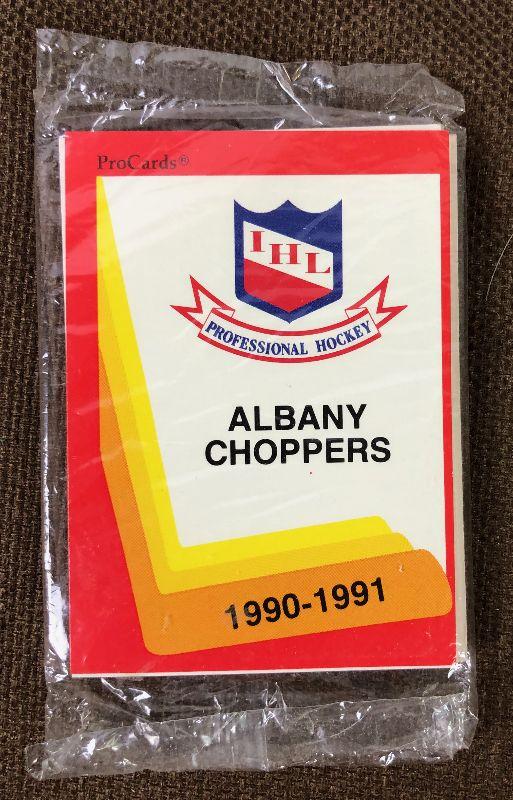 ProCards®
IHL
PROFESSIONAL HOCKEY
ALBANY
CHOPPERS
1990-1991